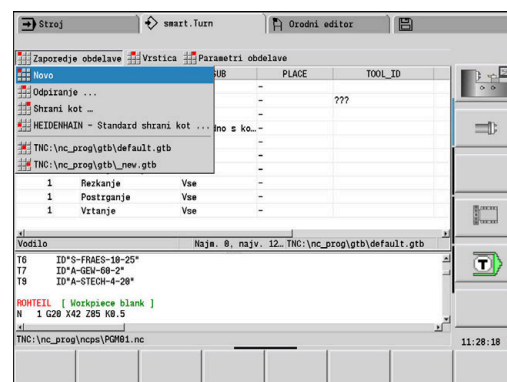 Stroj
smart.Turn
Orodni editor
Zaporedje obdelave Vrstica Parametri obdelave
Novo
SUB PLACE TOOL_ID
Odpiranje ...
-
Shrani kot …
- ???
-
HEIDENHAIN - Standard shrani kot ... dno s ko… -
TNC:\nc_prog\gtb\default.gtb
-
-
TNC:\nc_prog\gtb\_new.gtb
-
1 Rezkanje Vse -
1 Postrganje Vse -
1 Vrtanje Vse -
Vodilo Najm. 0, najv. 12… TNC:\nc_prog\gtb\default.gtb
T6 ID"S-FRAES-10-25"
T7 ID"A-GEW-60-2"
T9 ID"A-STECH-4-20"
ROHTEIL [ Workpiece blank ]
N 1 G20 X42 Z85 K0.5
T
TNC:\nc_prog\ncps\PGM01.nc
11:28:18